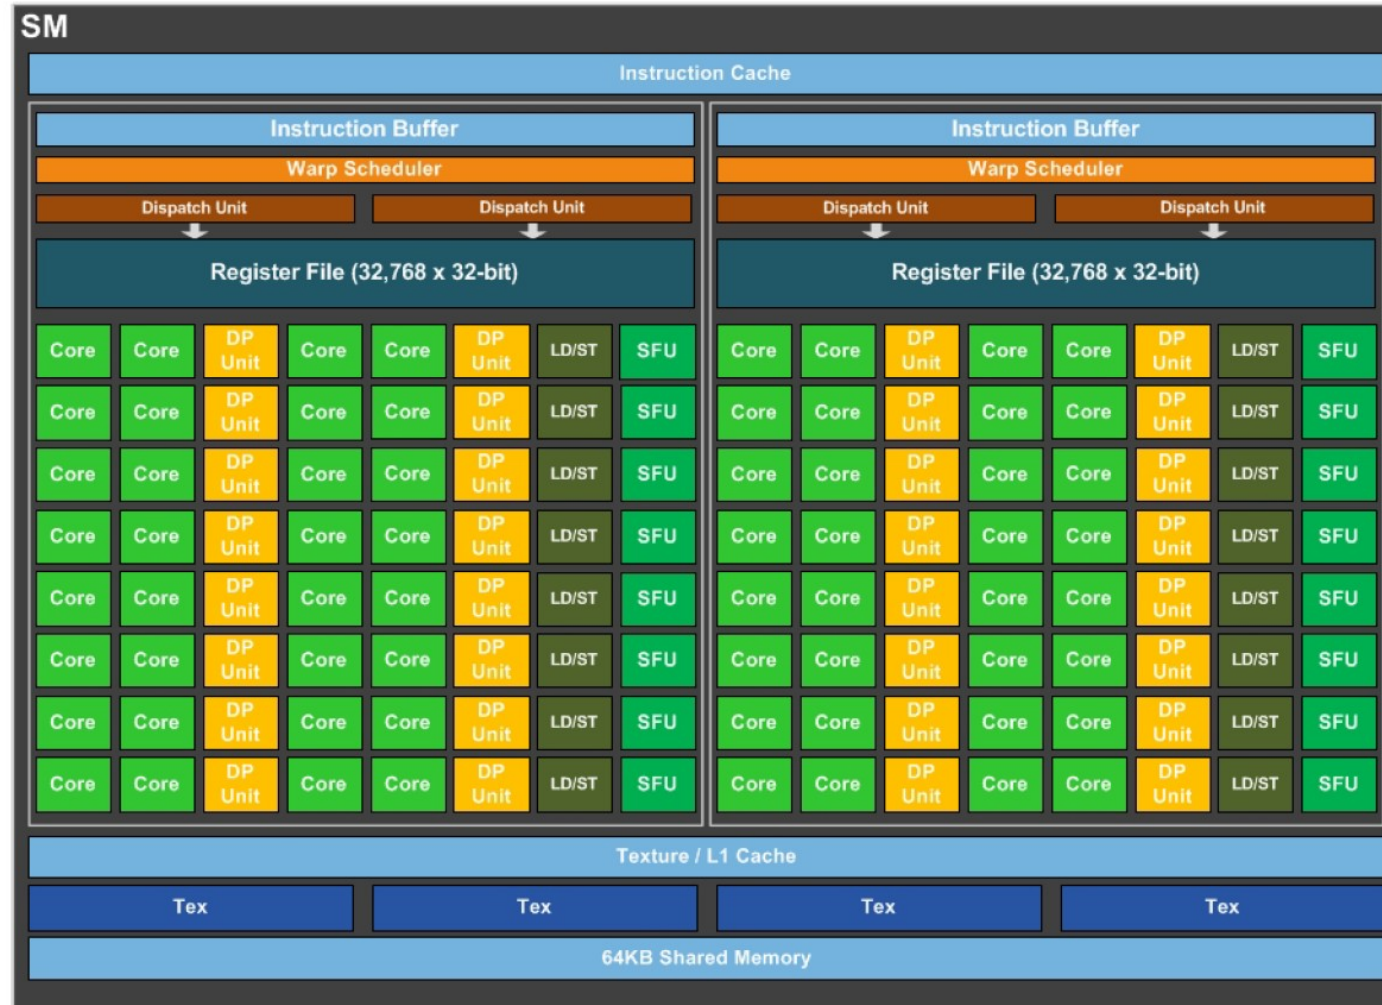 SM
Instruction Cache
Instruction Buffer Instruction Buffer
Warp Scheduler Warp Scheduler
Dispatch Unit Dispatch Unit Dispatch Unit Dispatch Unit
Register File (32,768 x 32-bit) Register File (32,768 x 32-bit)
Core Core DP Unit Core Core DP Unit LD/ST SFU Core Core DP Unit Core Core DP Unit LD/ST SFU
Core Core DP Unit Core Core DP Unit LD/ST SFU Core Core DP Unit Core Core DP Unit LD/ST SFU
Core Core DP Unit Core Core DP Unit LD/ST SFU Core Core DP Unit Core Core DP Unit LD/ST SFU
Core Core DP Unit Core Core DP Unit LD/ST SFU Core Core DP Unit Core Core DP Unit LD/ST SFU
Core Core DP Unit Core Core DP Unit LD/ST SFU Core Core DP Unit Core Core DP Unit LD/ST SFU
Core Core DP Unit Core Core DP Unit LD/ST SFU Core Core DP Unit Core Core DP Unit LD/ST SFU
Core Core DP Unit Core Core DP Unit LD/ST SFU Core Core DP Unit Core Core DP Unit LD/ST SFU
Core Core DP Unit Core Core DP Unit LD/ST SFU Core Core DP Unit Core Core DP Unit LD/ST SFU
Texture / L1 Cache
Tex Tex Tex Tex
64KB Shared Memory